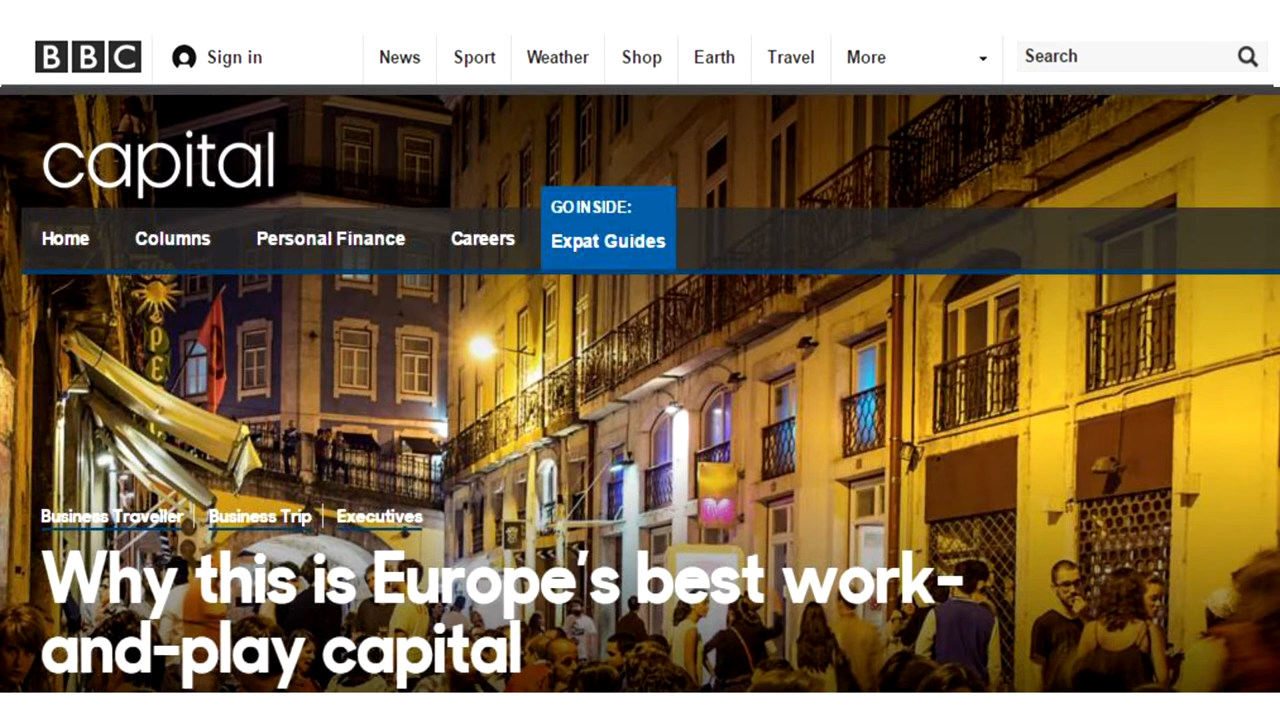 BBC
Sign in
News
Sport
Weather
Shop
Earth
Travel
More
Search
capital
GO INSIDE:
Home
Columns
Personal Finance
Careers
Expat Guides
Business Traveller
Business Trip
Executives
Why this is Europe's best work-
and-play capital